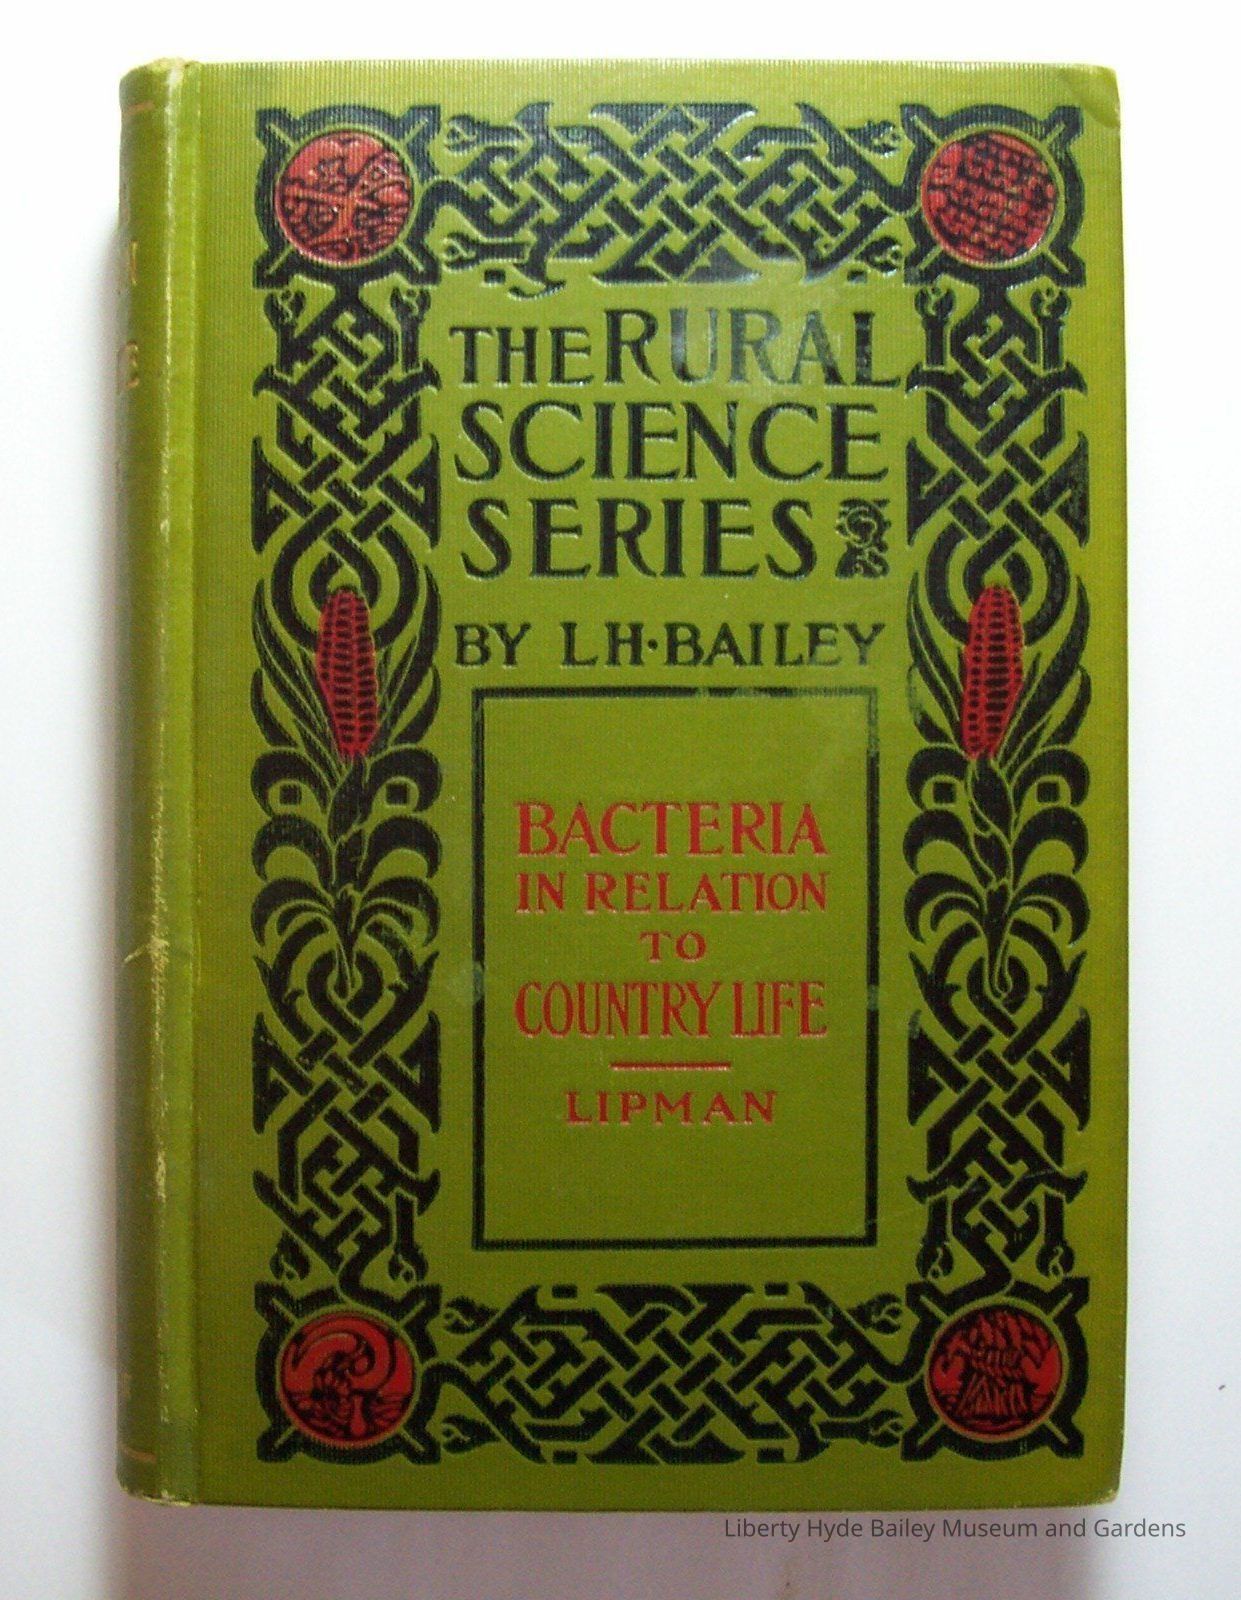 THE RURAL
SCIENCE
SERIES
BY L H · BAILEY
BACTERIA
IN RELATION
TO
COUNTRY LIFE
LIPMAN
Liberty Hyde Bailey Museum and Gardens